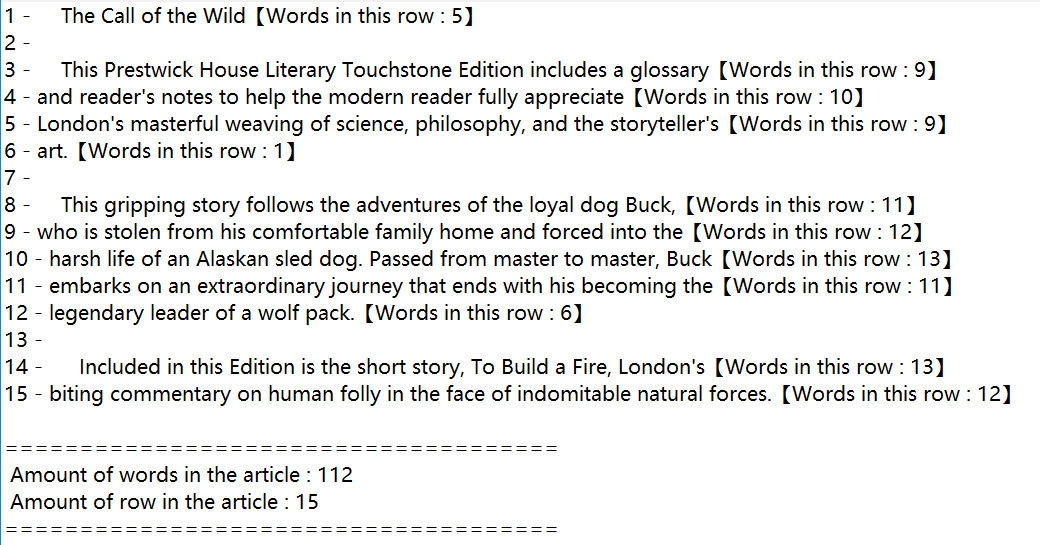 1 -     The Call of the Wild【Words in this row : 5】
2 -
3 -     This Prestwick House Literary Touchstone Edition includes a glossary【Words in this row : 9】
4 - and reader's notes to help the modern reader fully appreciate【Words in this row : 10】
5 - London's masterful weaving of science, philosophy, and the storyteller's【Words in this row : 9】
6 - art.【Words in this row : 1】
7 -
8 -     This gripping story follows the adventures of the loyal dog Buck,【Words in this row : 11】
9 - who is stolen from his comfortable family home and forced into the【Words in this row : 12】
10 - harsh life of an Alaskan sled dog. Passed from master to master, Buck【Words in this row : 13】
11 - embarks on an extraordinary journey that ends with his becoming the【Words in this row : 11】
12 - legendary leader of a wolf pack.【Words in this row : 6】
13 -
14 -     Included in this Edition is the short story, To Build a Fire, London's【Words in this row : 13】
15 - biting commentary on human folly in the face of indomitable natural forces.【Words in this row : 12】
=====================================
Amount of words in the article : 112
Amount of row in the article : 15
=====================================